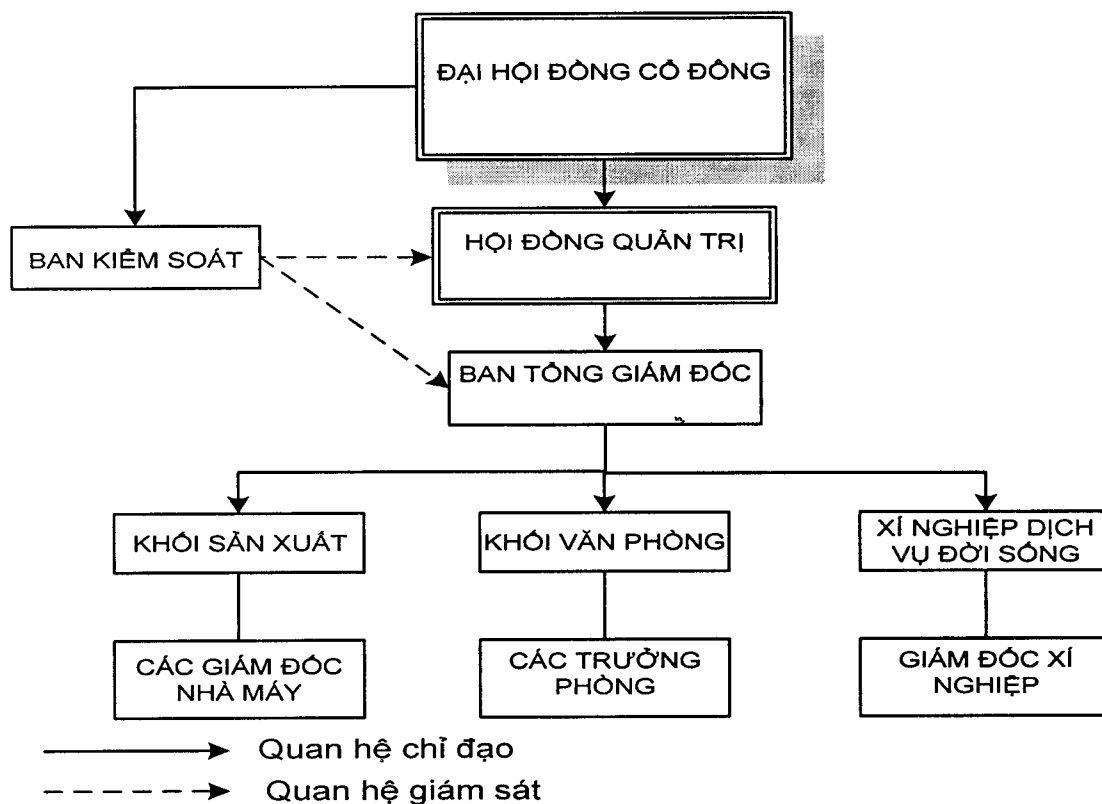 ĐẠI HỘI ĐỒNG CỔ ĐÔNG
HỘI ĐỒNG QUẢN TRỊ
BAN KIỂM SOÁT
BAN TỔNG GIÁM ĐỐC
KHỐI SẢN XUẤT
KHỐI VĂN PHÒNG
XÍ NGHIỆP DỊCH
VỤ ĐỜI SỐNG
CÁC GIÁM ĐỐC
NHÀ MÁY
CÁC TRƯỞNG
PHÒNG
GIÁM ĐỐC XÍ
NGHIỆP
Quan hệ chỉ đạo
Quan hệ giám sát